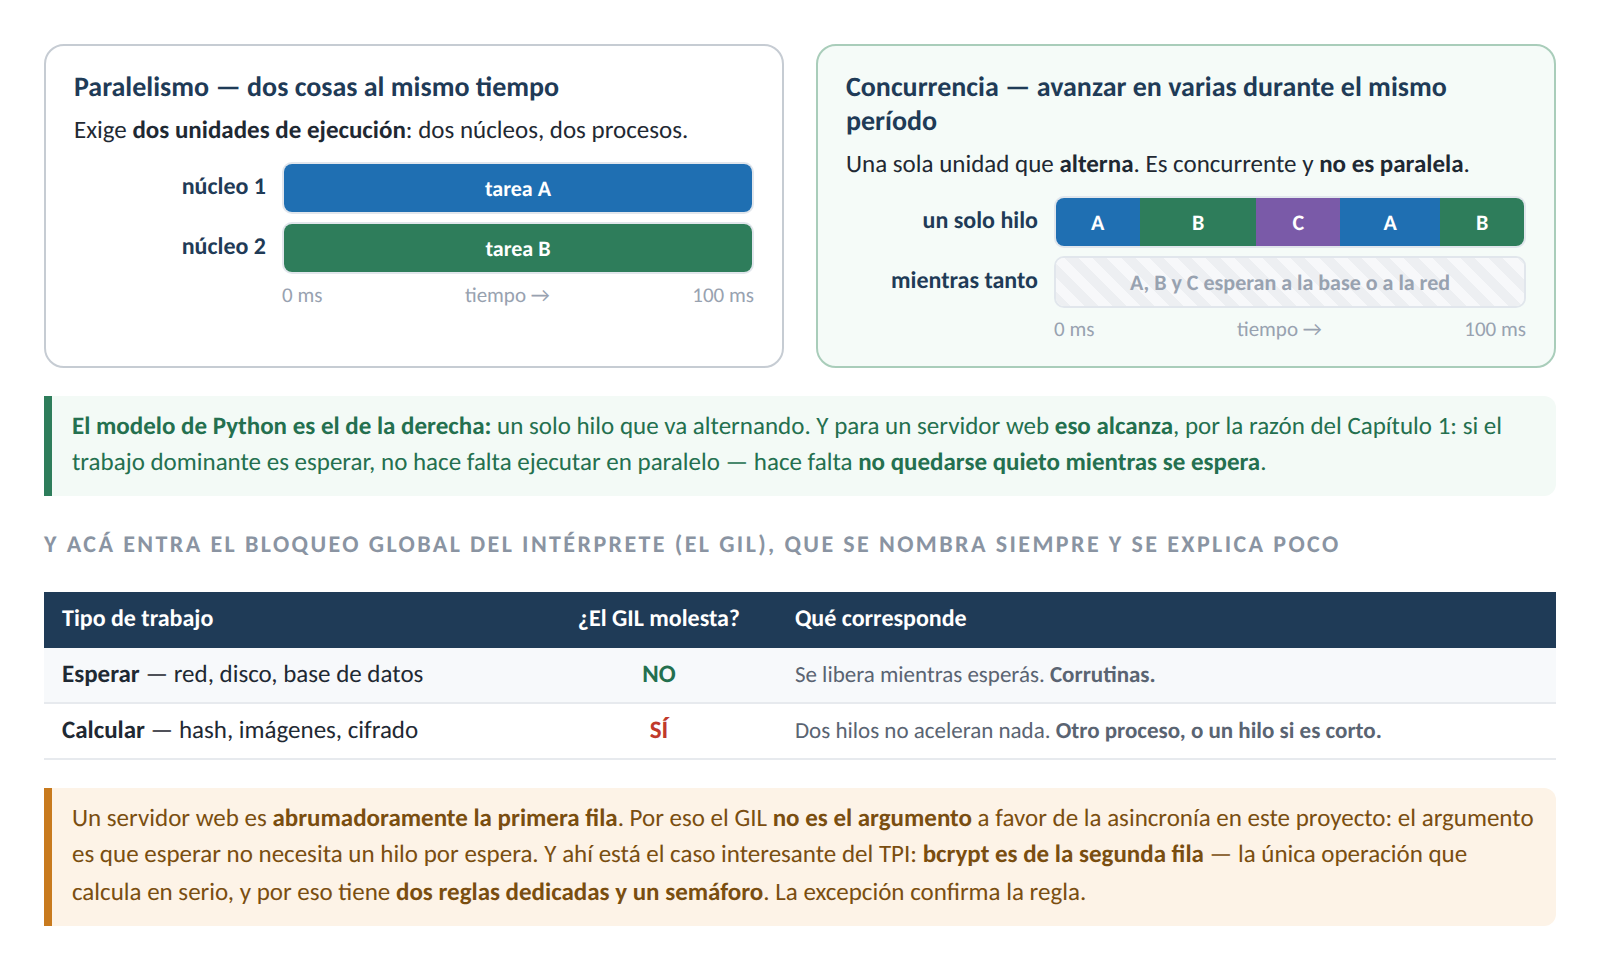 Paralelismo — dos cosas al mismo tiempo
Exige dos unidades de ejecución: dos núcleos, dos procesos.
núcleo 1
tarea A
núcleo 2
tarea B
0 ms
tiempo →
100 ms
Concurrencia — avanzar en varias durante el mismo
período
Una sola unidad que alterna. Es concurrente y no es paralela.
un solo hilo
A
B
C
A
B
mientras tanto
A, B y C esperan a la base o a la red
0 ms
tiempo →
100 ms
El modelo de Python es el de la derecha: un solo hilo que va alternando. Y para un servidor web eso alcanza, por la razón del Capítulo 1: si el
trabajo dominante es esperar, no hace falta ejecutar en paralelo — hace falta no quedarse quieto mientras se espera.
Y ACÁ ENTRA EL BLOQUEO GLOBAL DEL INTÉRPRETE (EL GIL), QUE SE NOMBRA SIEMPRE Y SE EXPLICA POCO
Tipo de trabajo
¿El GIL molesta?
Qué corresponde
Esperar — red, disco, base de datos
NO
Se libera mientras esperás. Corrutinas.
Calcular — hash, imágenes, cifrado
SÍ
Dos hilos no aceleran nada. Otro proceso, o un hilo si es corto.
Un servidor web es abrumadoramente la primera fila. Por eso el GIL no es el argumento a favor de la asincronía en este proyecto: el argumento
es que esperar no necesita un hilo por espera. Y ahí está el caso interesante del TPI: bcrypt es de la segunda fila — la única operación que
calcula en serio, y por eso tiene dos reglas dedicadas y un semáforo. La excepción confirma la regla.